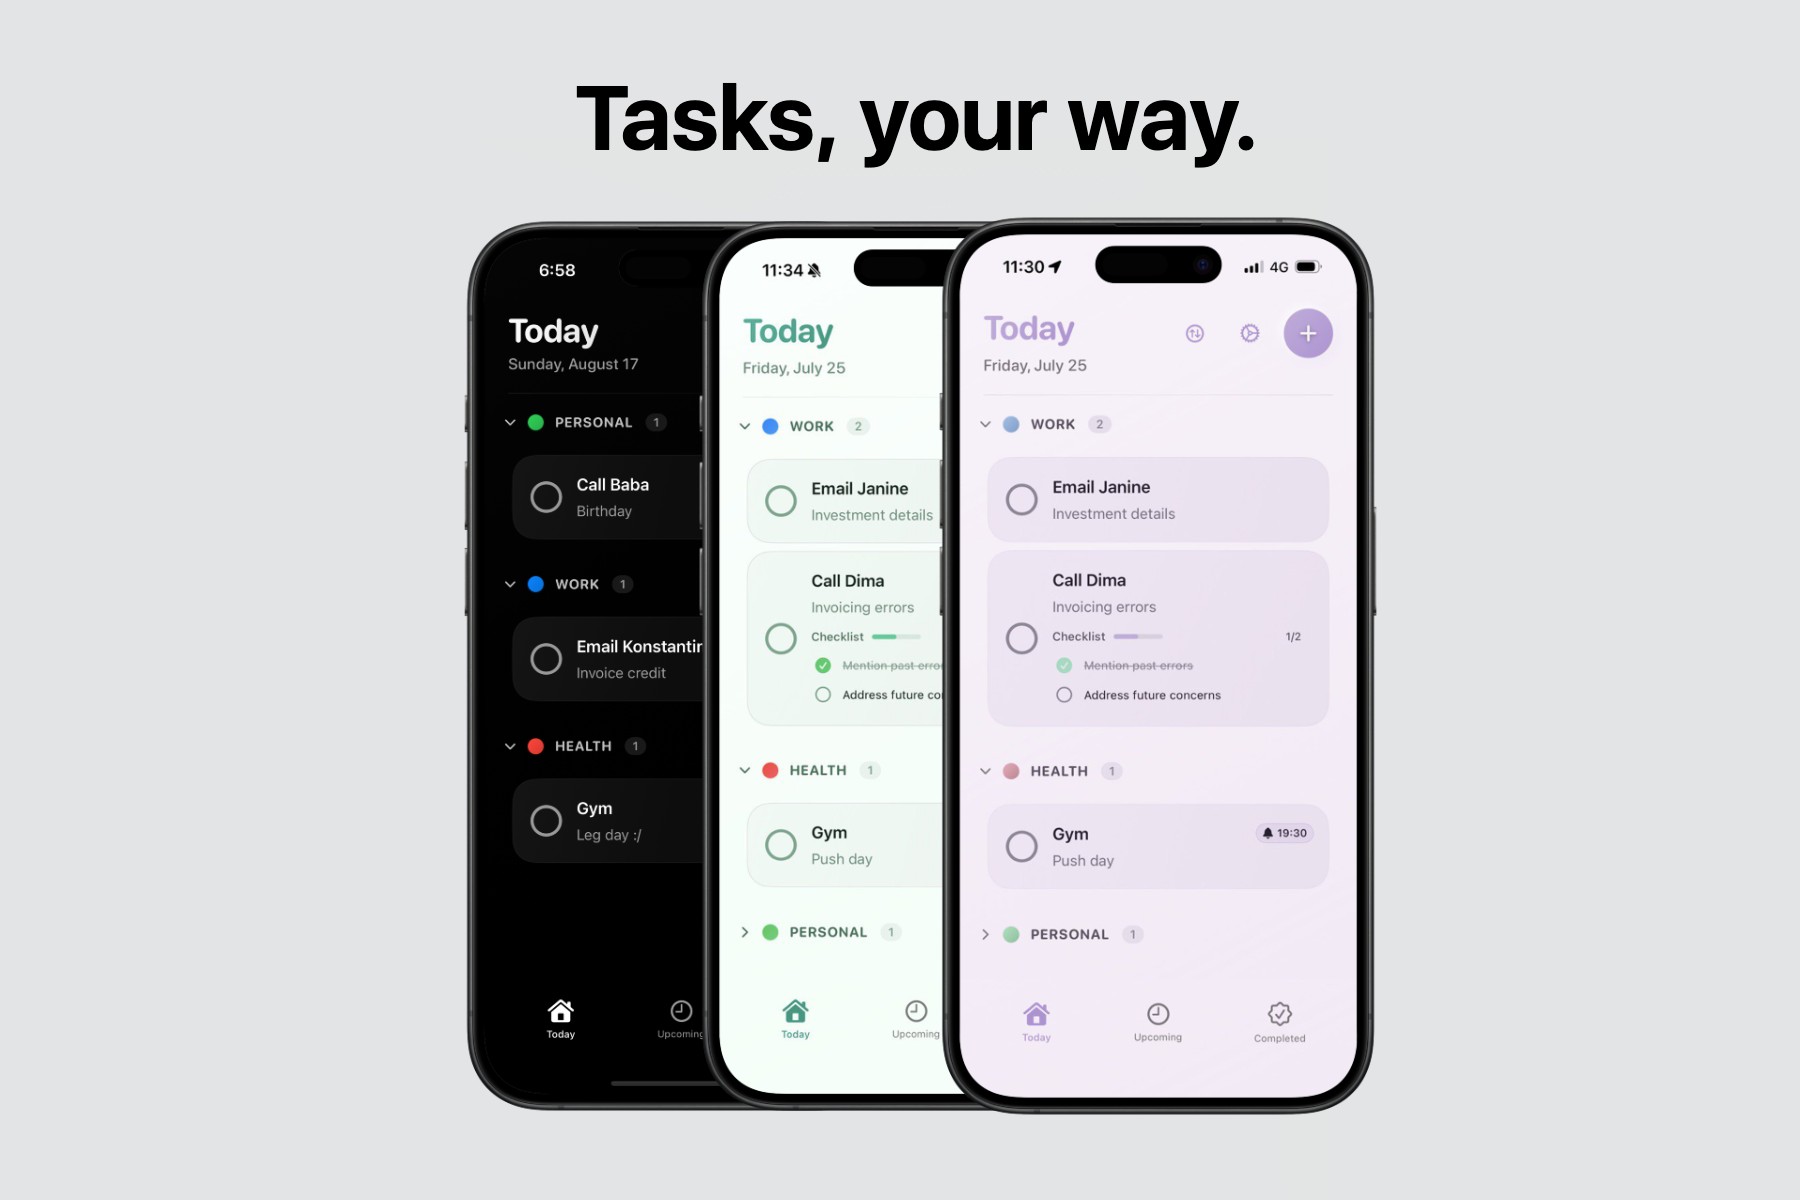 Tasks, your way.
6:58
Today
Sunday, August 17
PERSONAL 1
Call Baba
Birthday
WORK 1
Email Konstantin
Invoice credit
HEALTH 1
Gym
Leg day :/
Today
Upcoming
11:34
Today
Friday, July 25
WORK 2
Email Janine
Investment details
Call Dima
Invoicing errors
Checklist
Mention past erro
Address future co
HEALTH 1
Gym
Push day
PERSONAL 1
Today
Upcoming
11:30 4G
Today
Friday, July 25
WORK 2
Email Janine
Investment details
Call Dima
Invoicing errors
Checklist 1/2
Mention past errors
Address future concerns
HEALTH 1
Gym 19:30
Push day
PERSONAL 1
Today
Upcoming
Completed